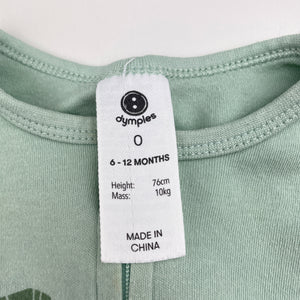 dymples
0
6 - 12 MONTHS
Height: 76cm
Mass: 10kg
MADE IN
CHINA